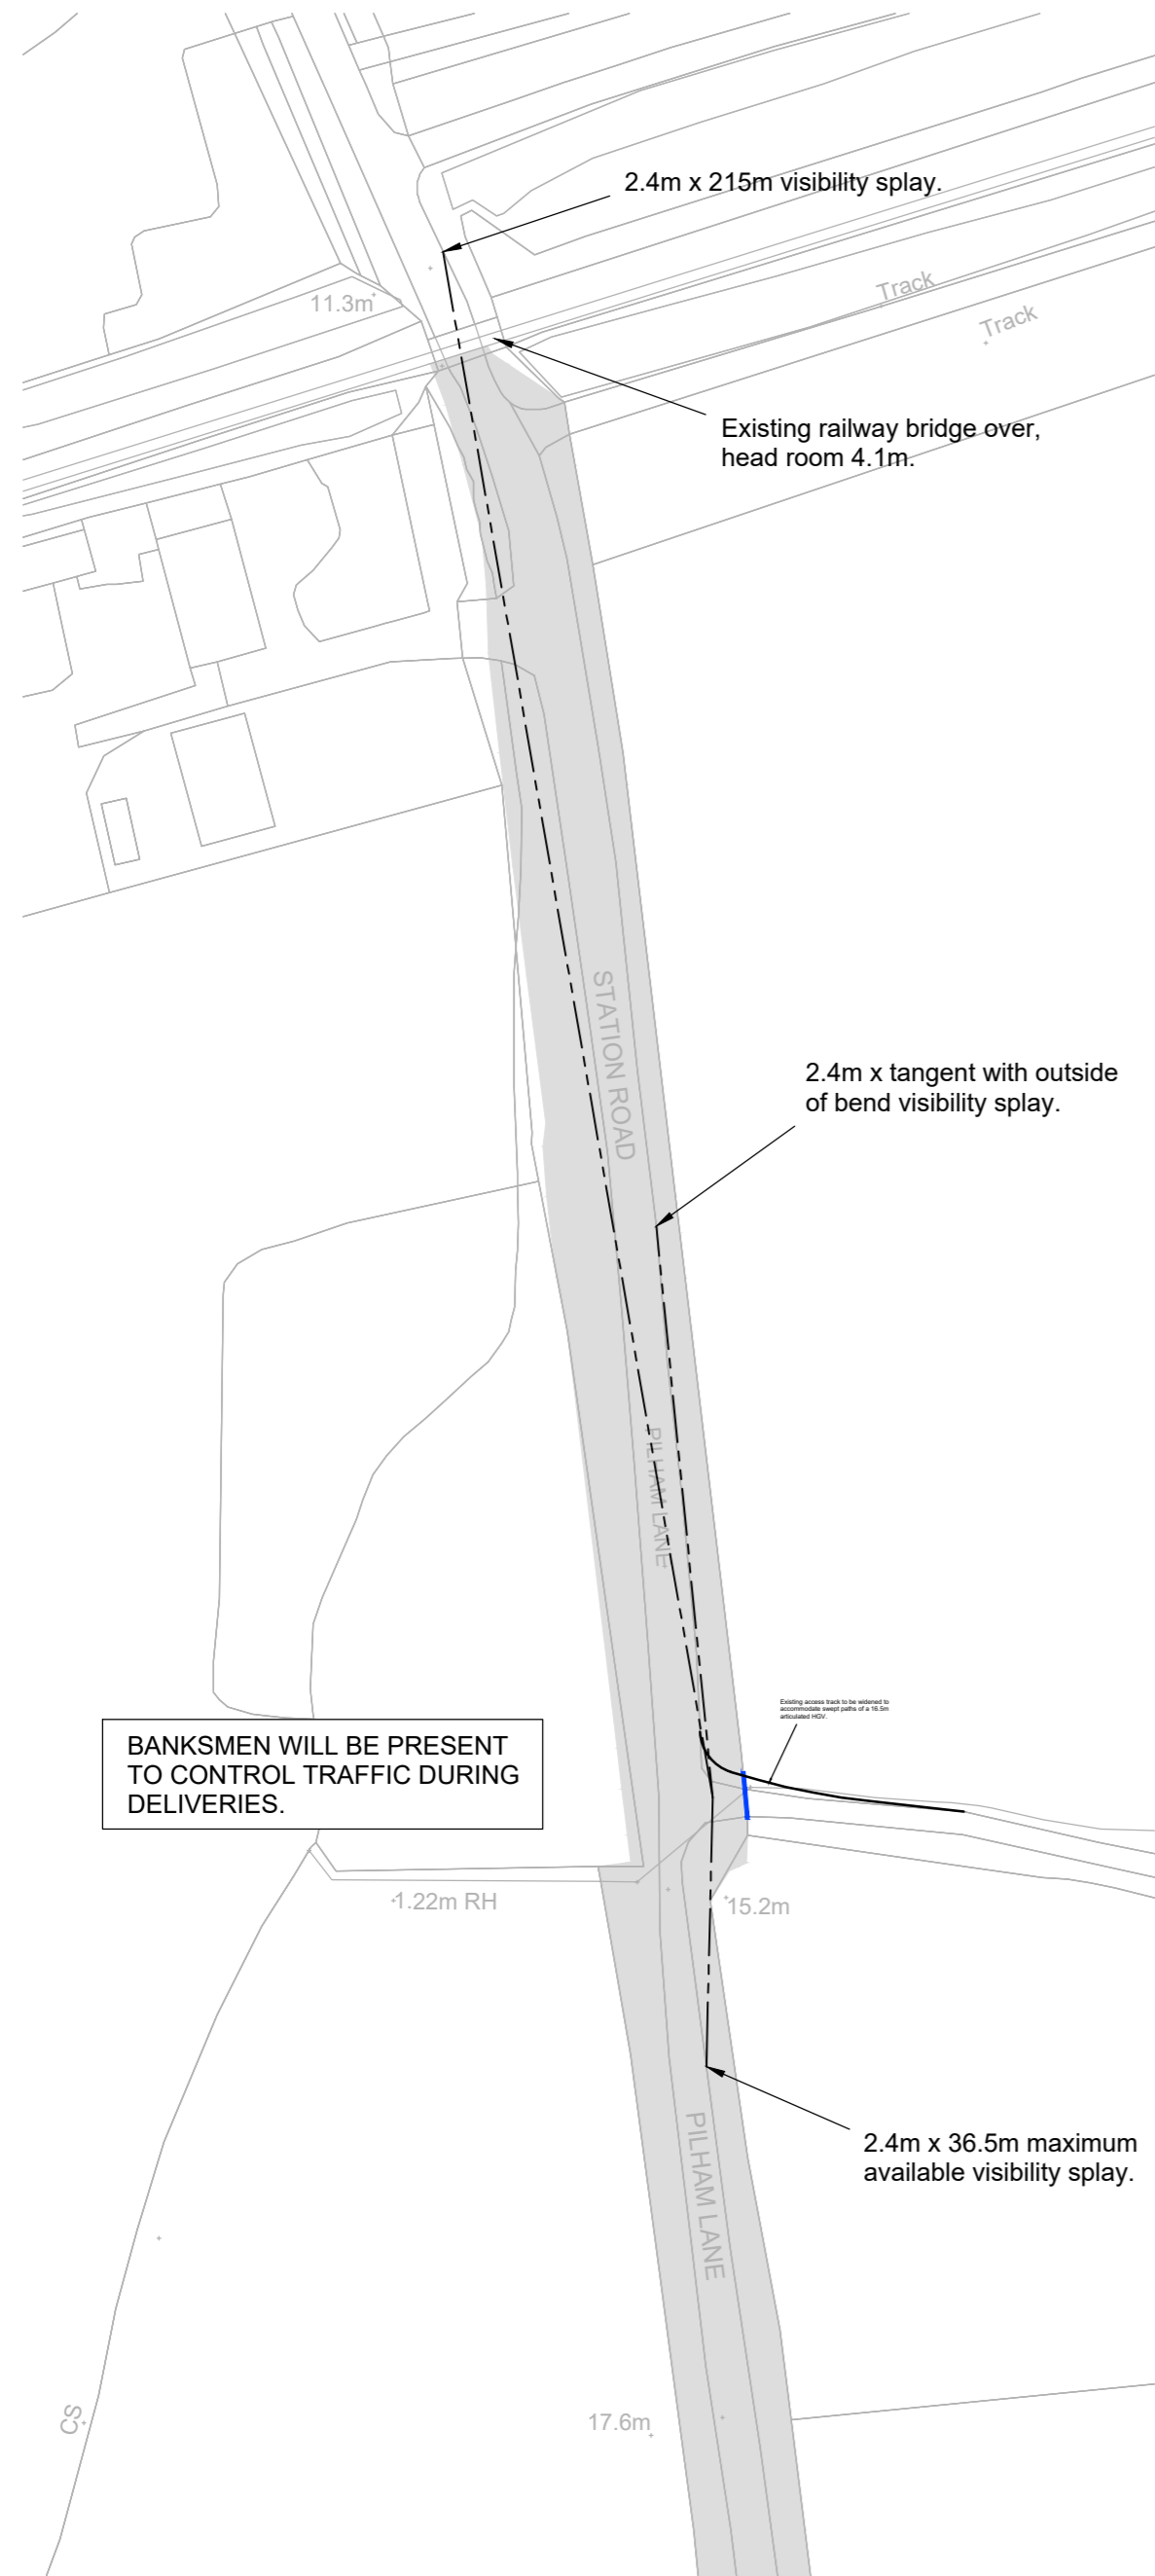 2.4m x 215m visibility splay.
Track
11.3m
Track
Existing railway bridge over,
head room 4.1m.
STATION ROAD
2.4m x tangent with outside
of bend visibility splay.
PILHAM LANE
Existing access track to be widened to
accommodate swept paths of a 16.5m
articulated HGV.
BANKSMEN WILL BE PRESENT
TO CONTROL TRAFFIC DURING
DELIVERIES.
1.22m RH
15.2m
2.4m x 36.5m maximum
available visibility splay.
PILHAM LANE
CS
17.6m